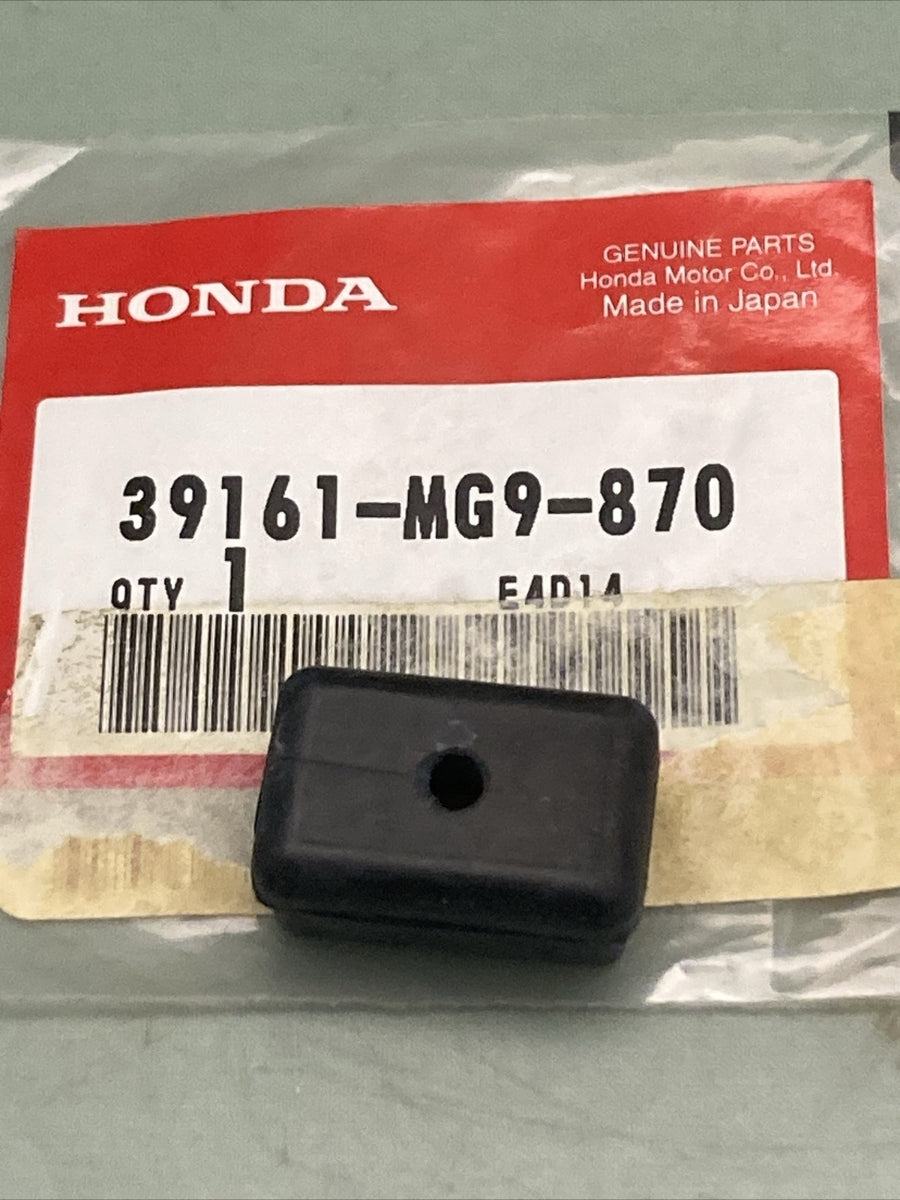 HONDA
GENUINE PARTS
Honda Motor Co., Ltd.
Made in Japan
39161-MG9-870
QTY 1
E4D14